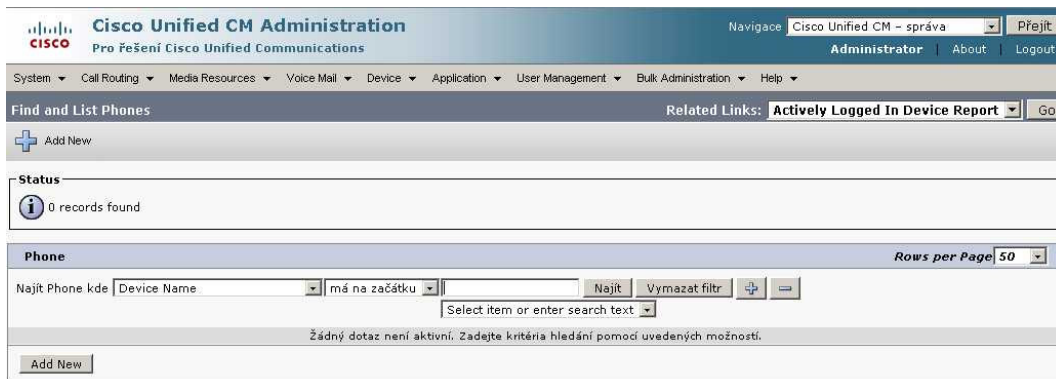 Cisco Unified CM Administration
CISCO
Pro řešení Cisco Unified Communications
Navigace Cisco Unified CM – správa Přejít
Administrator About Logout
System Call Routing Media Resources Voice Mail Device Application User Management Bulk Administration Help
Find and List Phones Related Links: Actively Logged In Device Report Go
Add New
Status
0 records found
Phone Rows per Page 50
Najít Phone kde Device Name má na začátku Najít Vymazat filtr
Select item or enter search text
Žádný dotaz není aktivní. Zadejte kritéria hledání pomocí uvedených možností.
Add New